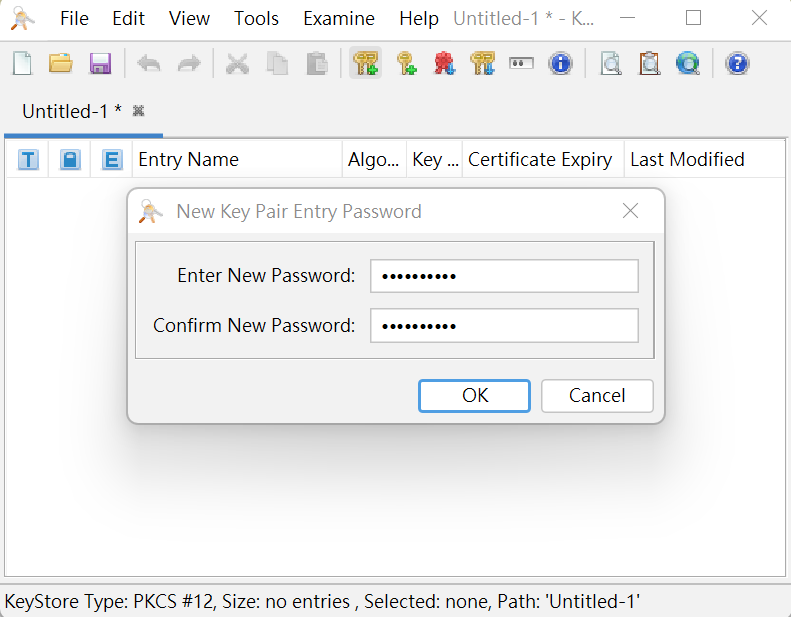 File Edit View Tools Examine Help Untitled-1 * - K...
Untitled-1 *
T E Entry Name Algo... Key ... Certificate Expiry Last Modified
New Key Pair Entry Password
Enter New Password: ••••••••••
Confirm New Password: ••••••••••
OK Cancel
KeyStore Type: PKCS #12, Size: no entries , Selected: none, Path: 'Untitled-1'